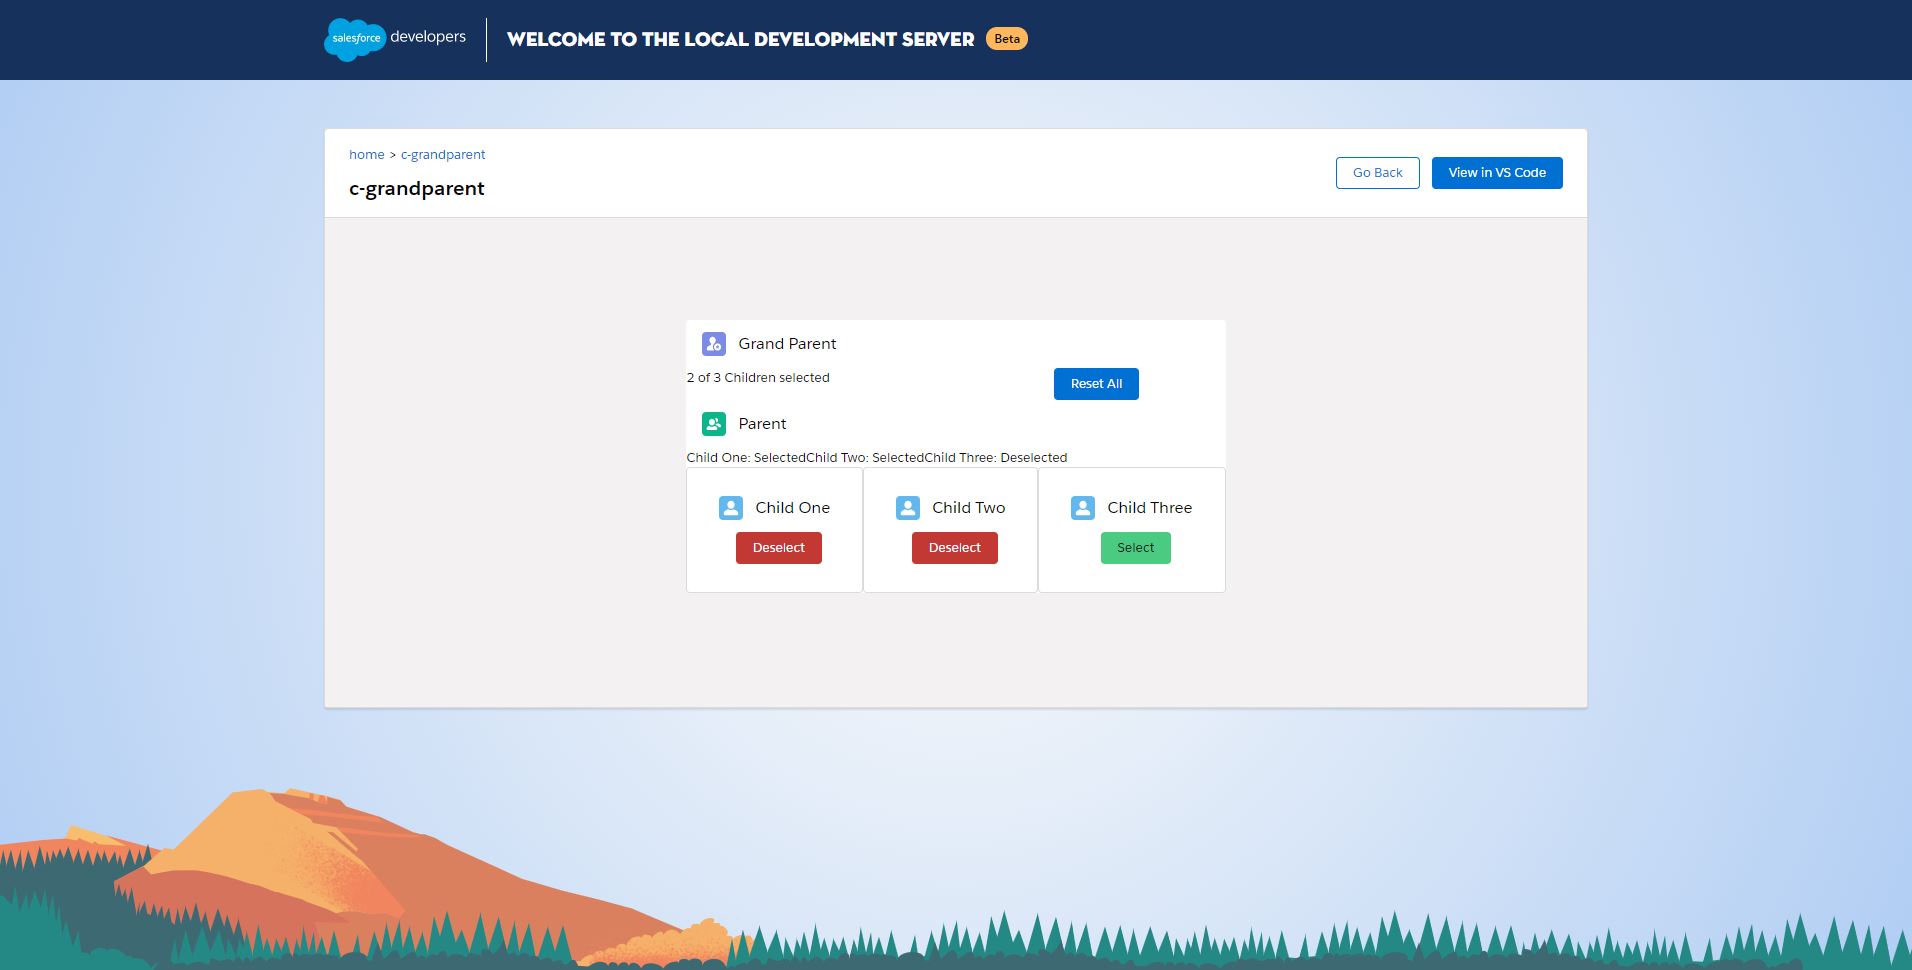 salesforce developers
WELCOME TO THE LOCAL DEVELOPMENT SERVER Beta
home > c-grandparent
c-grandparent
Go Back View in VS Code
Grand Parent
2 of 3 Children selected
Reset All
Parent
Child One: SelectedChild Two: SelectedChild Three: Deselected
Child One Child Two Child Three
Deselect Deselect Select